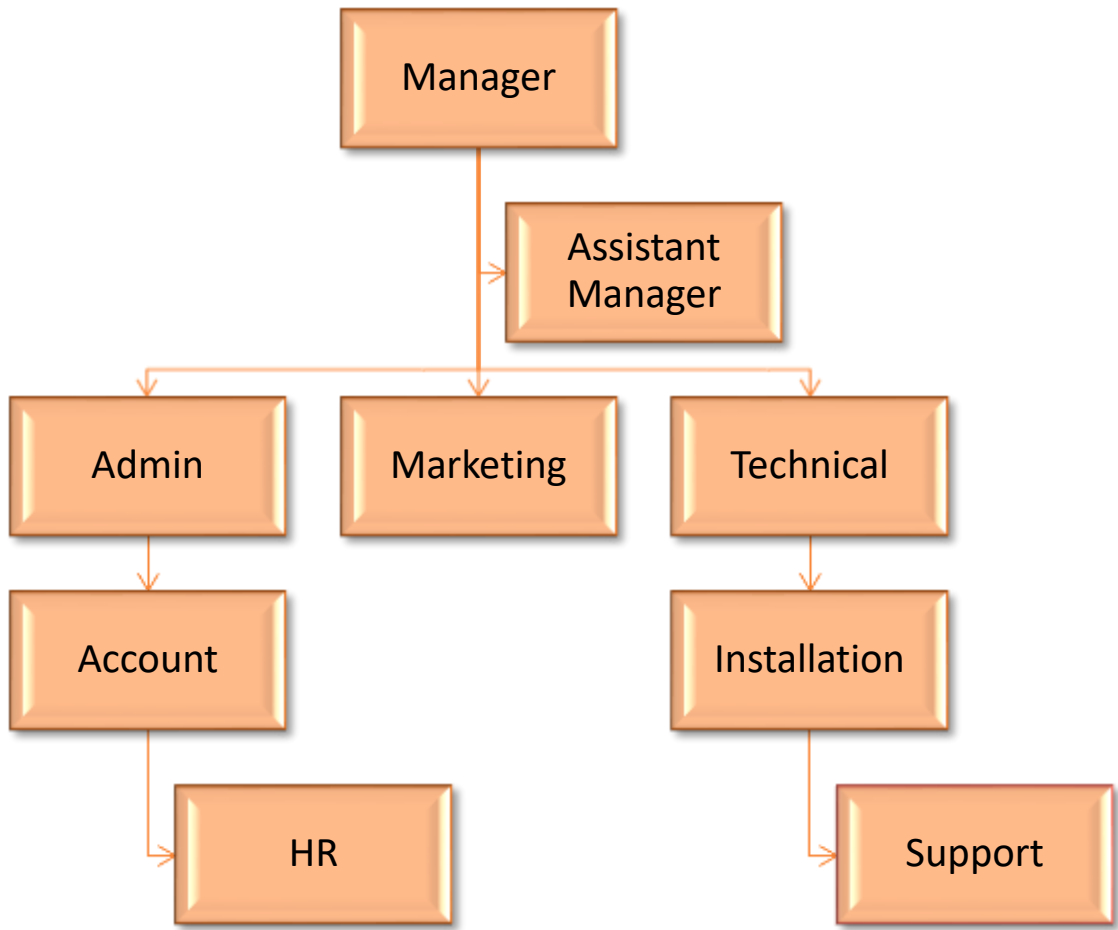 Manager
Assistant
Manager
Admin
Marketing
Technical
Account
Installation
HR
Support